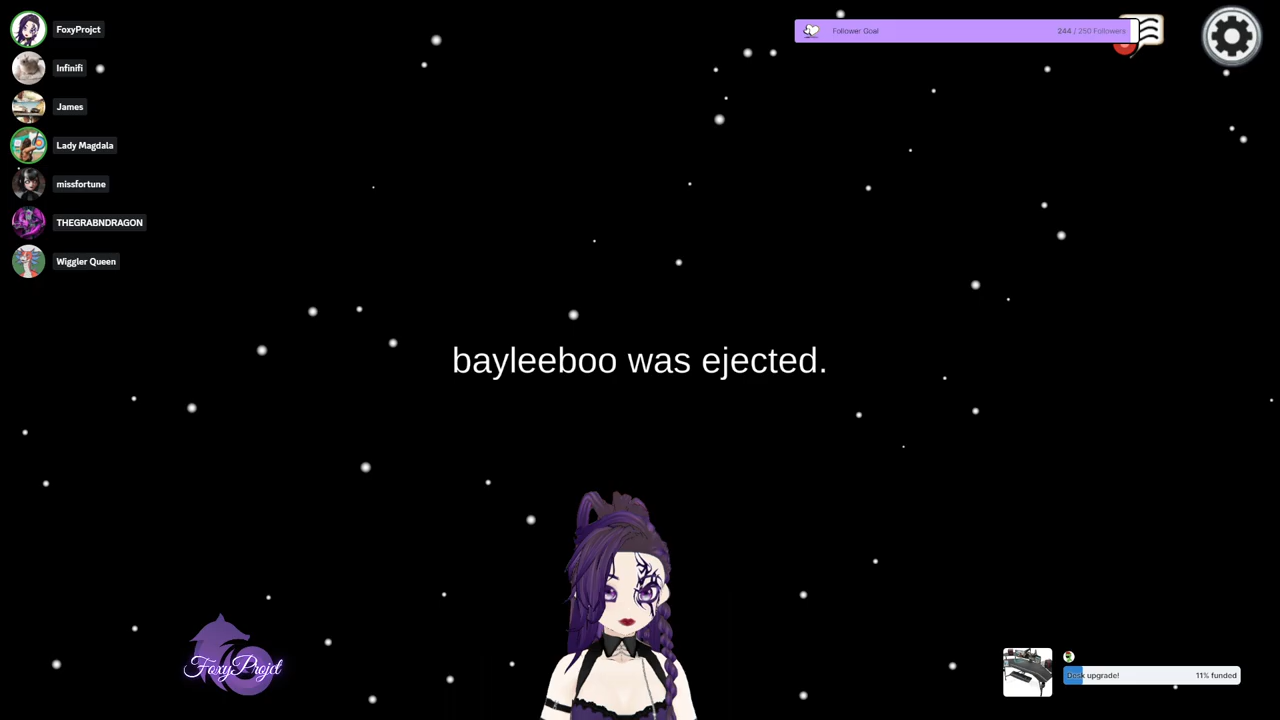 FoxyProjct
Infinifi
James
Lady Magdala
missfortune
THEGRABNDRAGON
Wiggler Queen
Follower Goal
244 / 250 Followers
bayleeboo was ejected.
FoxyProjct
Desk upgrade!
11% funded